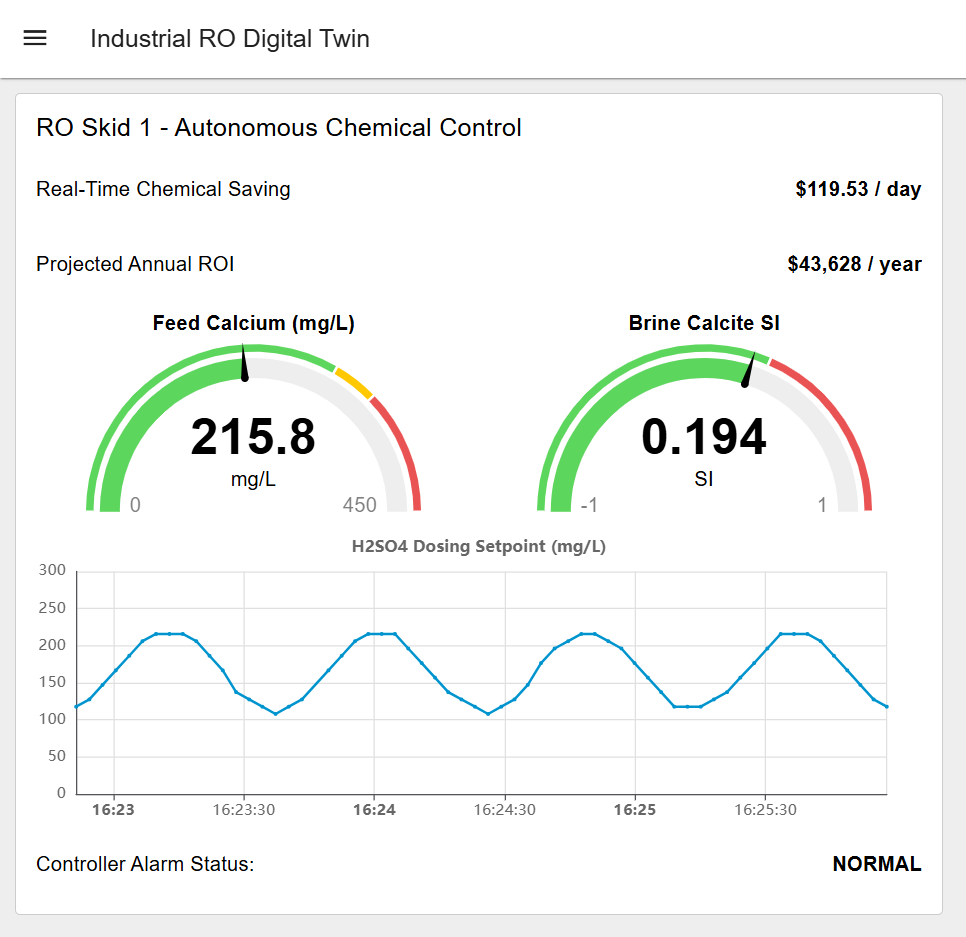 Industrial RO Digital Twin
RO Skid 1 - Autonomous Chemical Control
Real-Time Chemical Saving $119.53 / day
Projected Annual ROI $43,628 / year
Feed Calcium (mg/L)
215.8
mg/L
0 450
Brine Calcite SI
0.194
SI
-1 1
H2SO4 Dosing Setpoint (mg/L)
300
250
200
150
100
50
0
16:23 16:23:30 16:24 16:24:30 16:25 16:25:30
Controller Alarm Status: NORMAL